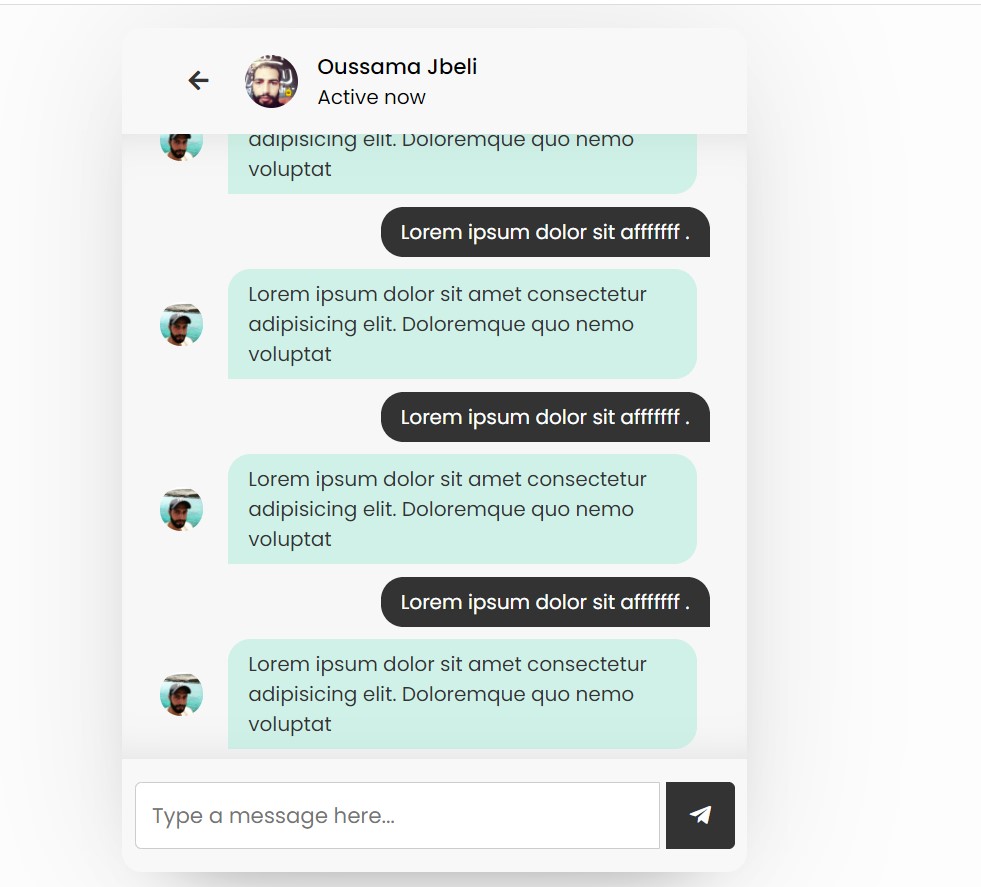 Oussama Jbeli
Active now
adipisicing elit. Doloremque quo nemo
voluptat
Lorem ipsum dolor sit afffffff .
Lorem ipsum dolor sit amet consectetur
adipisicing elit. Doloremque quo nemo
voluptat
Lorem ipsum dolor sit afffffff .
Lorem ipsum dolor sit amet consectetur
adipisicing elit. Doloremque quo nemo
voluptat
Lorem ipsum dolor sit afffffff .
Lorem ipsum dolor sit amet consectetur
adipisicing elit. Doloremque quo nemo
voluptat
Type a message here...